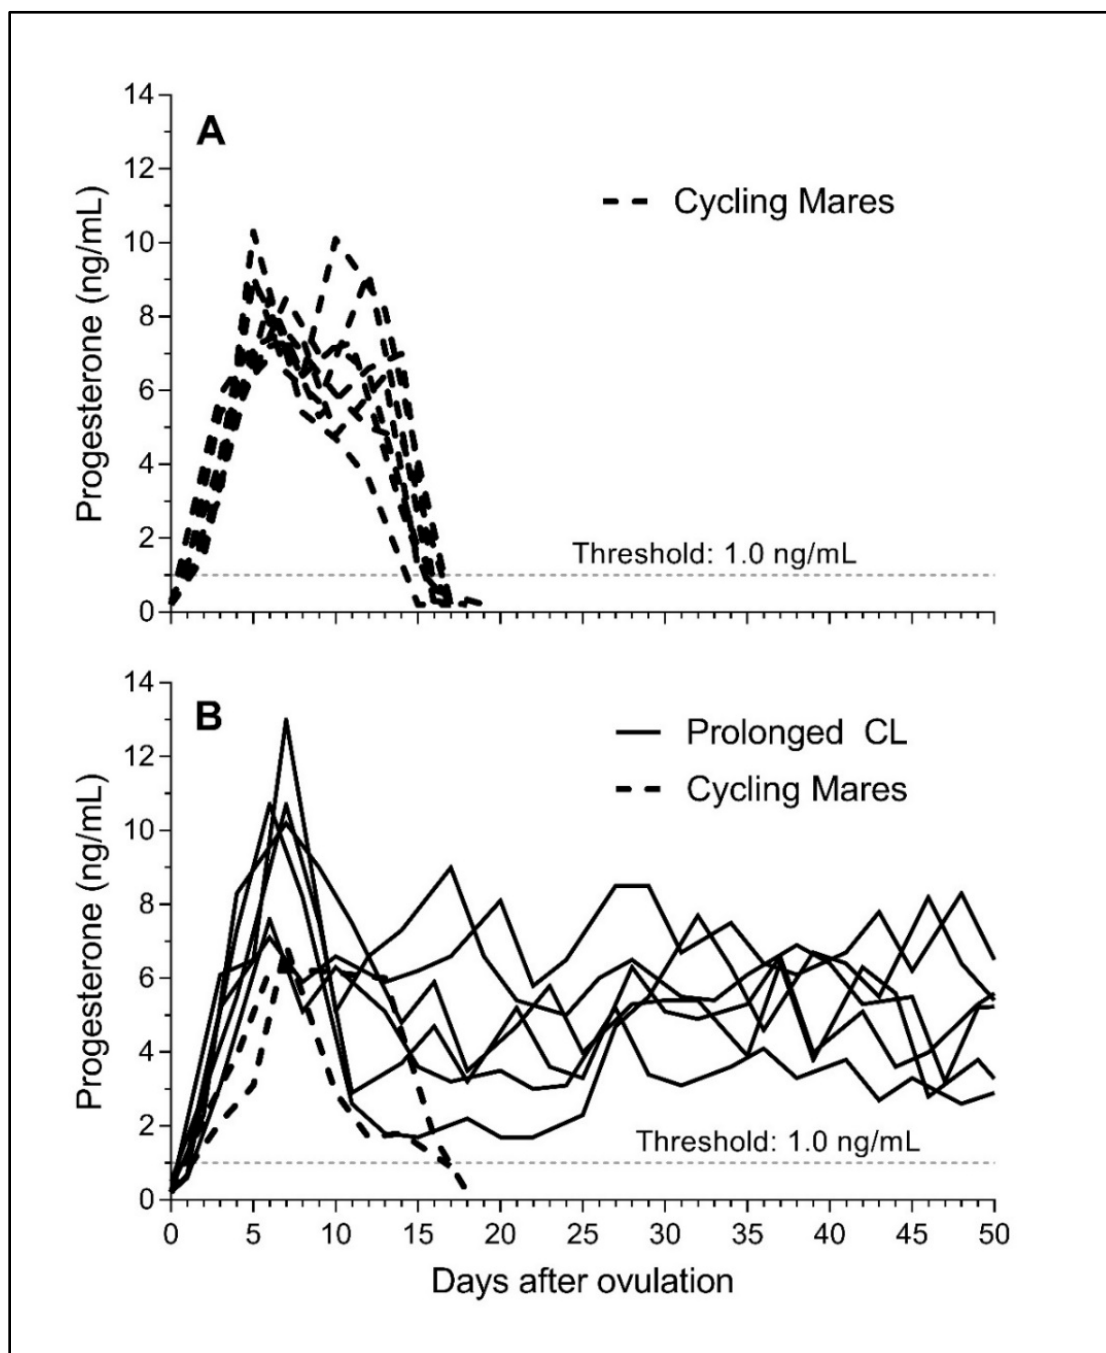 A
Cycling Mares
Progesterone (ng/mL)
14
12
10
8
6
4
2
0
Threshold: 1.0 ng/mL
B
Prolonged CL
Cycling Mares
Progesterone (ng/mL)
14
12
10
8
6
4
2
0
Threshold: 1.0 ng/mL
0 5 10 15 20 25 30 35 40 45 50
Days after ovulation